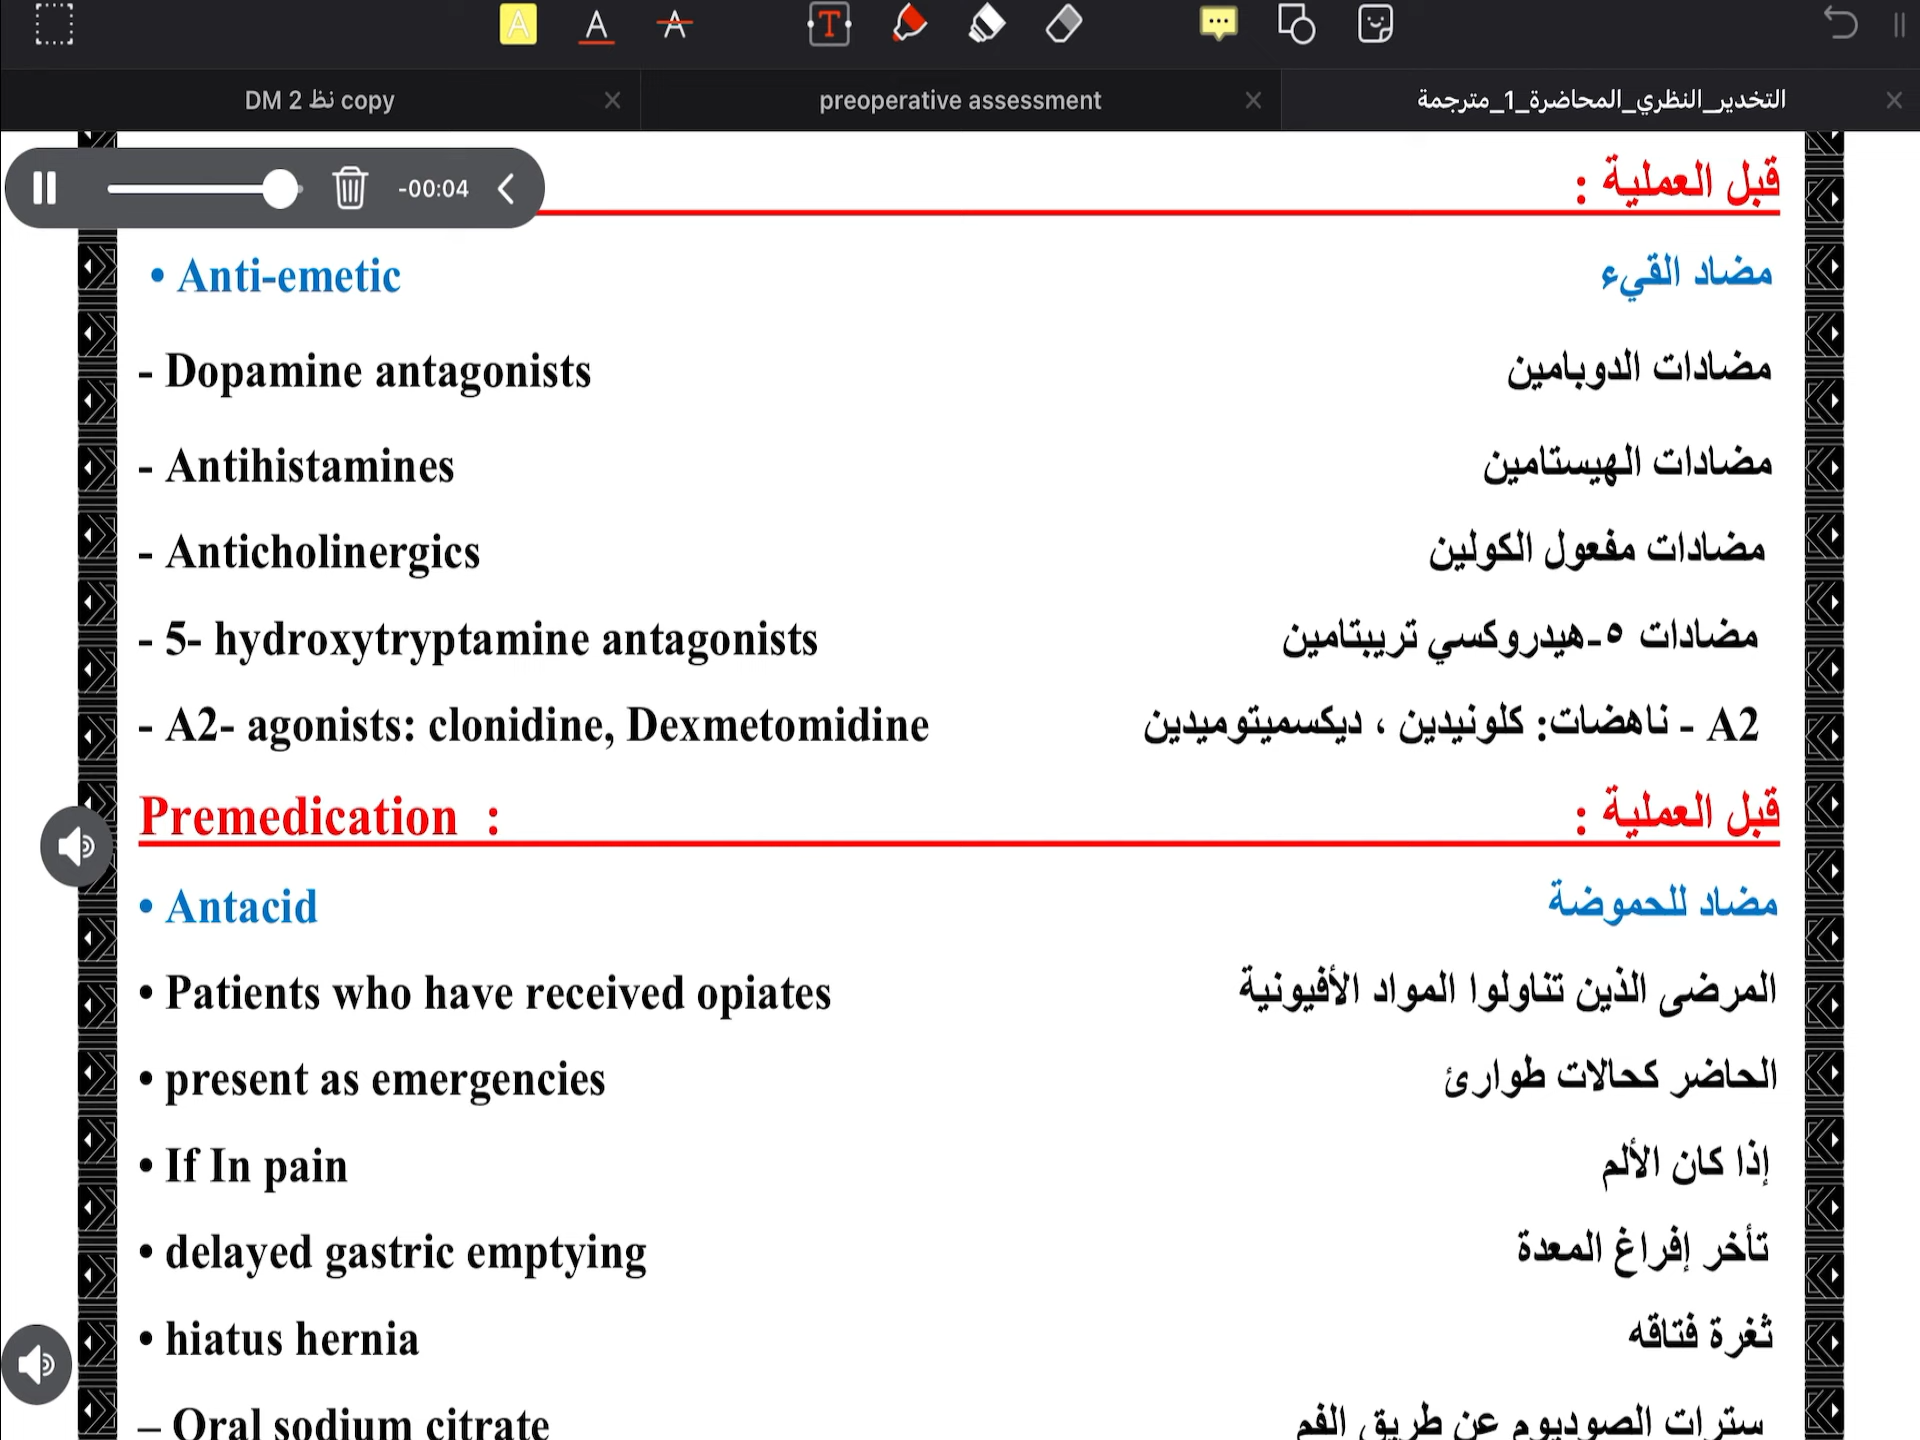 DM 2 نظ copy
preoperative assessment
التخدير_النظري_المحاضرة_1_مترجمة
-00:04
قبل العملية :
• Anti-emetic مضاد القيء
- Dopamine antagonists مضادات الدوبامين
- Antihistamines مضادات الهيستامين
- Anticholinergics مضادات مفعول الكولين
- 5- hydroxytryptamine antagonists مضادات ٥-هيدروكسي تريبتامين
- A2- agonists: clonidine, Dexmetomidine A2 - ناهضات: كلونيدين ، ديكسميتوميدين
Premedication : قبل العملية :
• Antacid مضاد للحموضة
• Patients who have received opiates المرضى الذين تناولوا المواد الأفيونية
• present as emergencies الحاضر كحالات طوارئ
• If In pain إذا كان الألم
• delayed gastric emptying تأخر إفراغ المعدة
• hiatus hernia ثغرة فتاقه
– Oral sodium citrate سترات الصوديوم عن طريق الفم